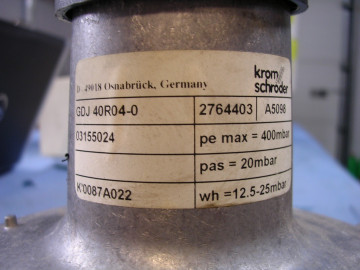 krom
schröder
D - 49018 Osnabrück, Germany
GDJ 40R04-0 2764403 A5098
03155024 pe max = 400mbar
pas = 20mbar
K'0087A022 wh =12.5-25mbar